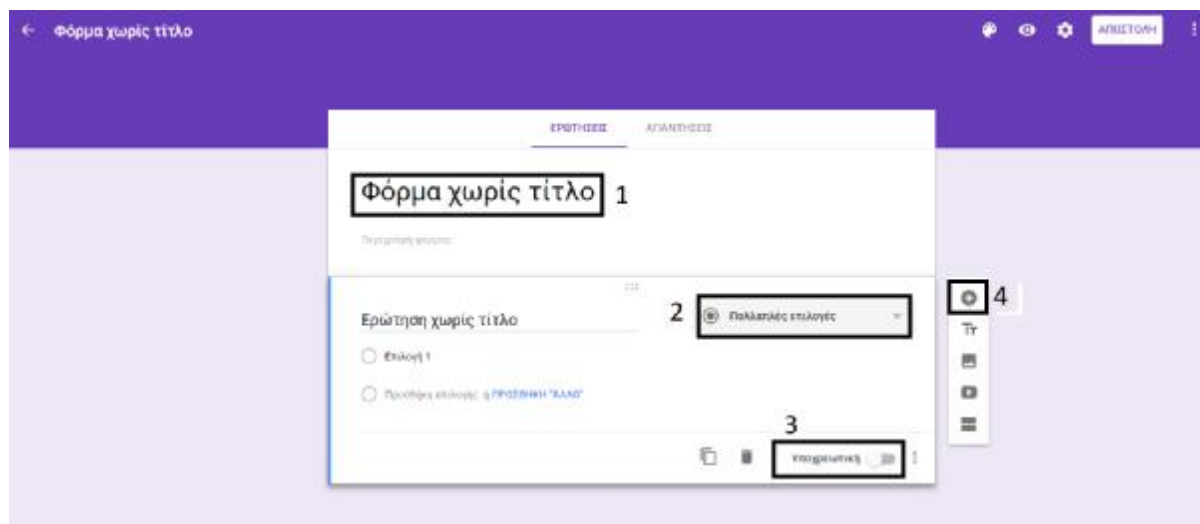 Φόρμα χωρίς τίτλο
ΑΠΟΣΤΟΛΗ
ΕΡΩΤΗΣΕΙΣ ΑΠΑΝΤΗΣΕΙΣ
Φόρμα χωρίς τίτλο 1
Περιγραφή φόρμας
Ερώτηση χωρίς τίτλο 2 Πολλαπλές επιλογές 4
Tт
Επιλογή 1
Προσθήκη επιλογής ή ΠΡΟΣΘΗΚΗ "ΑΛΛΟ"
3
Υποχρεωτική